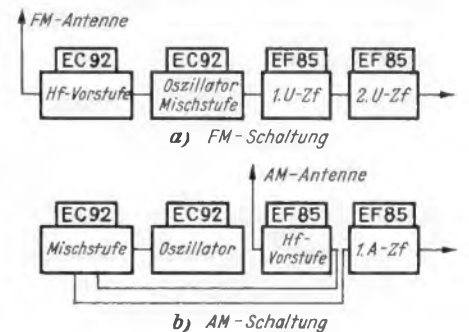 FM-Antenne
EC92 EC92 EF85 EF85
Hf-Vorstufe Oszillator Mischstufe 1.U-Zf 2.U-Zf
a) FM-Schaltung
AM-Antenne
EC92 EC92 EF85 EF85
Mischstufe Oszillator Hf-Vorstufe 1.A-Zf
b) AM-Schaltung